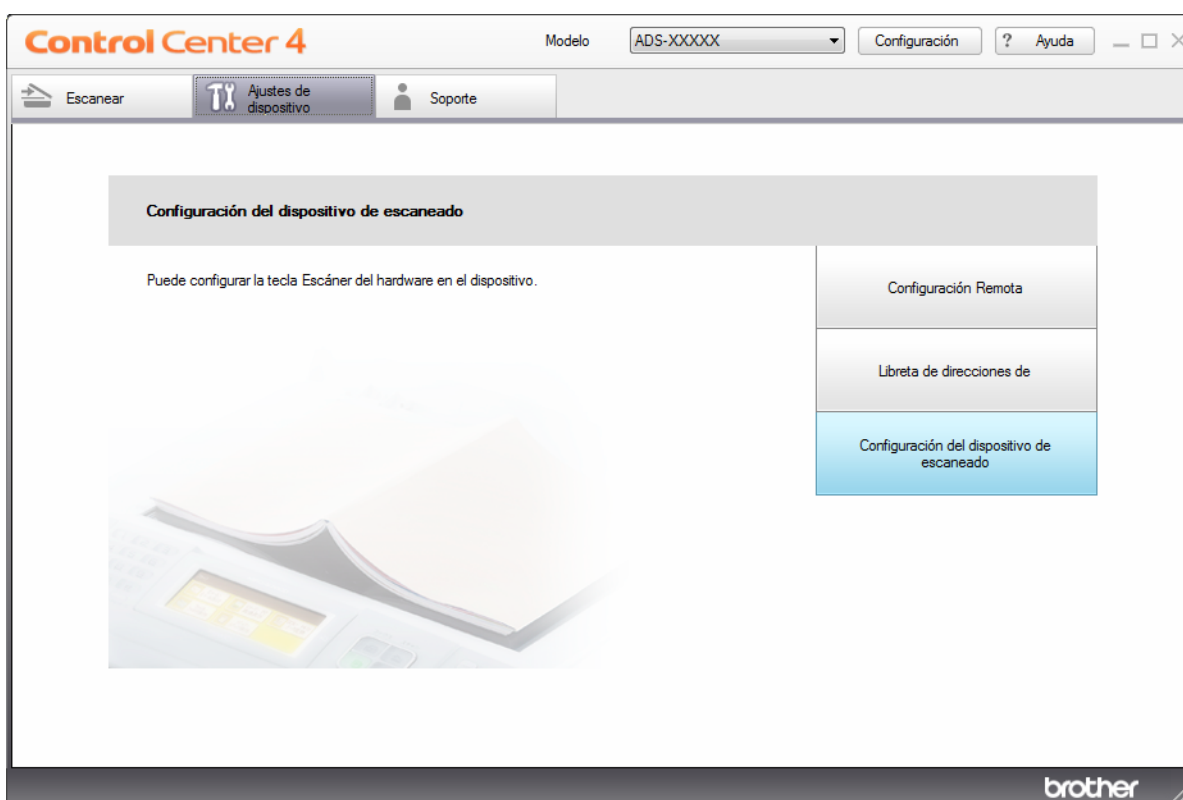 Control Center 4
Modelo
ADS-XXXXX
Configuración
? Ayuda
Escanear
Ajustes de
dispositivo
Soporte
Configuración del dispositivo de escaneado
Puede configurar la tecla Escáner del hardware en el dispositivo.
Configuración Remota
Libreta de direcciones de
Configuración del dispositivo de
escaneado
brother